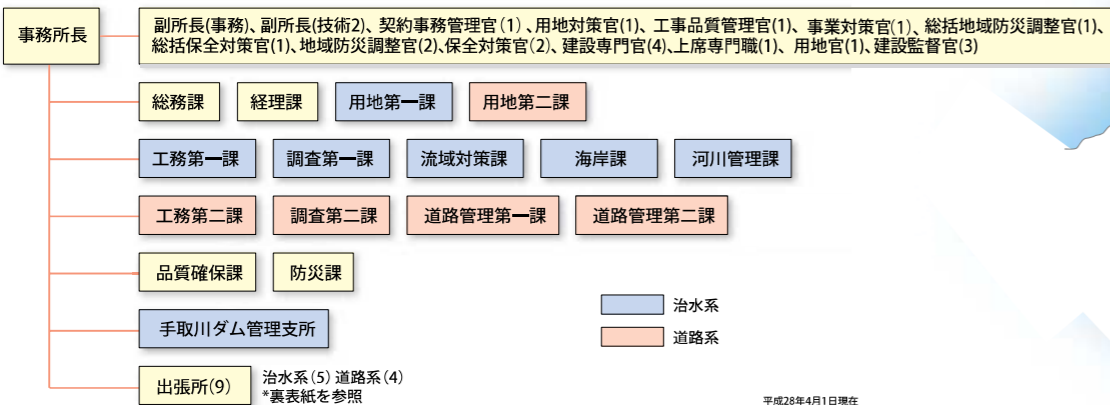 事務所長
副所長(事務)、副所長(技術2)、契約事務管理官(1)、用地対策官(1)、工事品質管理官(1)、事業対策官(1)、総括地域防災調整官(1)、
総括保全対策官(1)、地域防災調整官(2)、保全対策官(2)、建設専門官(4)、上席専門職(1)、用地官(1)、建設監督官(3)
総務課 経理課 用地第一課 用地第二課
工務第一課 調査第一課 流域対策課 海岸課 河川管理課
工務第二課 調査第二課 道路管理第一課 道路管理第二課
品質確保課 防災課
治水系
手取川ダム管理支所
道路系
出張所(9) 治水系(5) 道路系(4)
*裏表紙を参照
平成28年4月1日現在